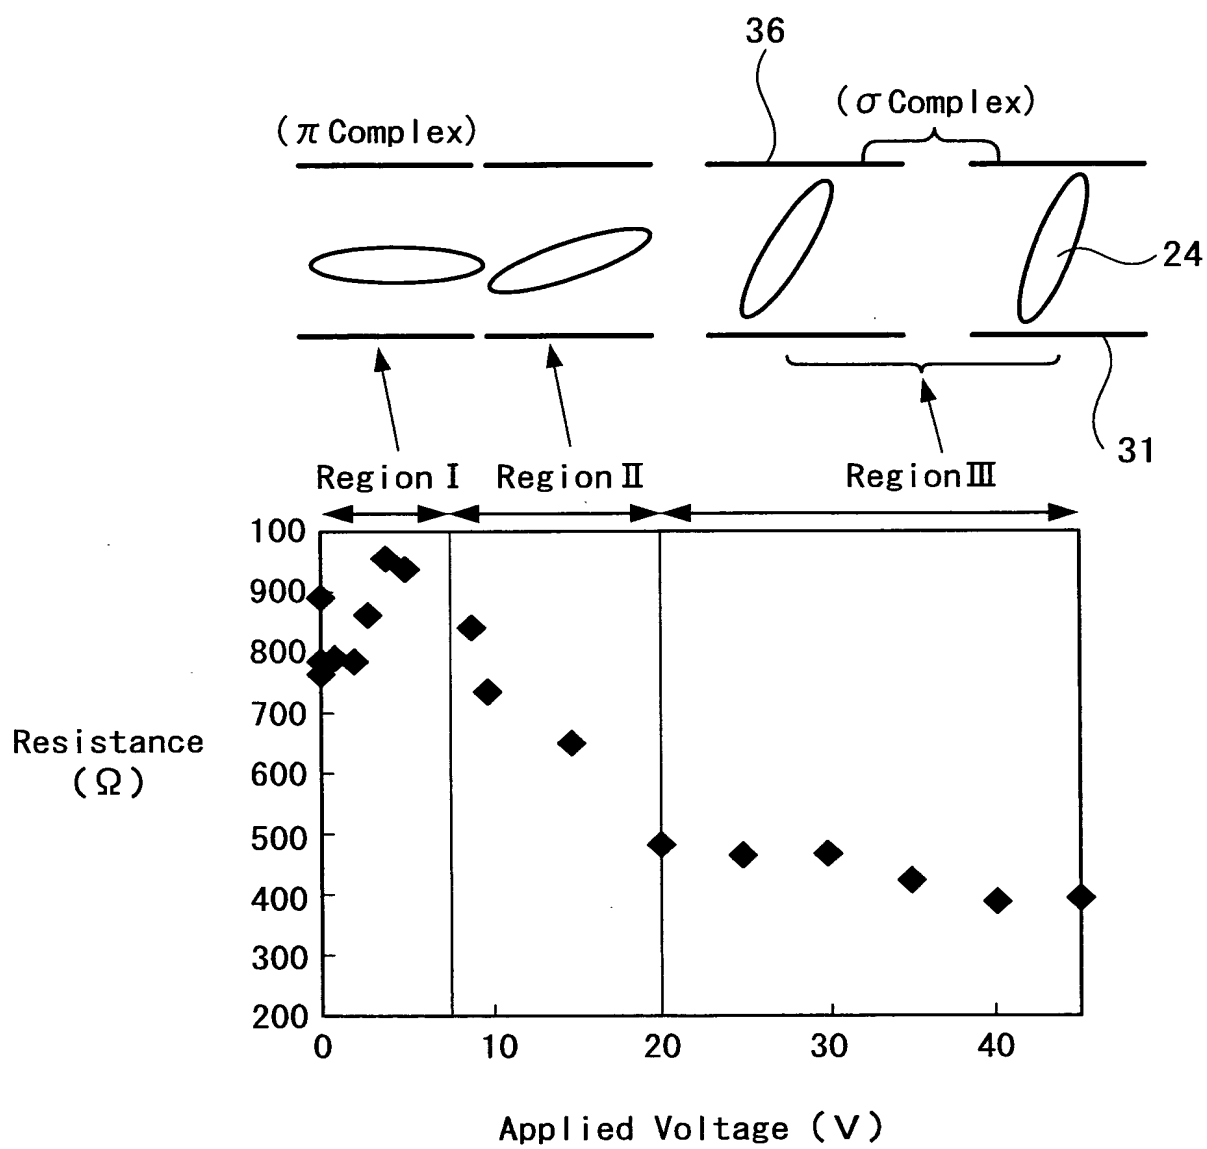 36
(π Complex)
(σ Complex)
24
31
Region Ⅰ
Region Ⅱ
Region Ⅲ
100
900
800
700
600
500
400
300
200
Resistance
(Ω)
0 10 20 30 40
Applied Voltage (V)